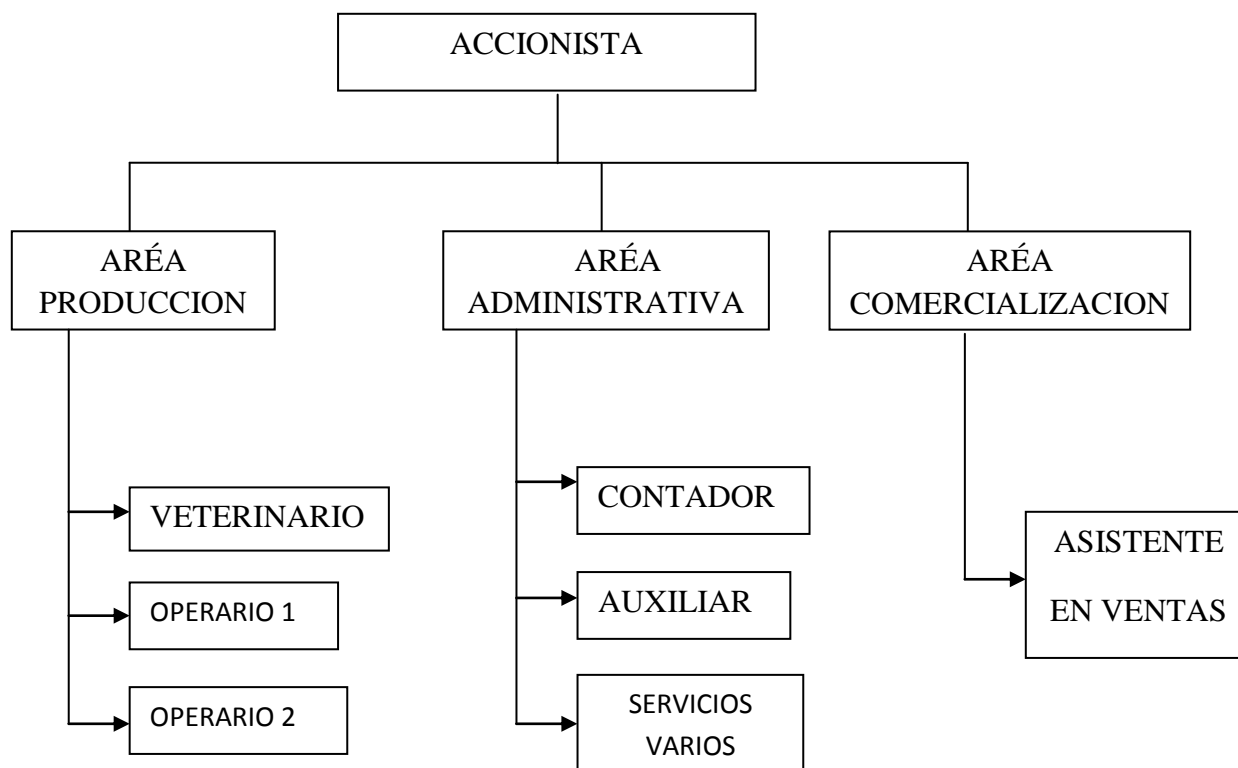 ACCIONISTA
ARÉA
PRODUCCION
ARÉA
ADMINISTRATIVA
ARÉA
COMERCIALIZACION
VETERINARIO
OPERARIO 1
OPERARIO 2
CONTADOR
AUXILIAR
SERVICIOS
VARIOS
ASISTENTE
EN VENTAS